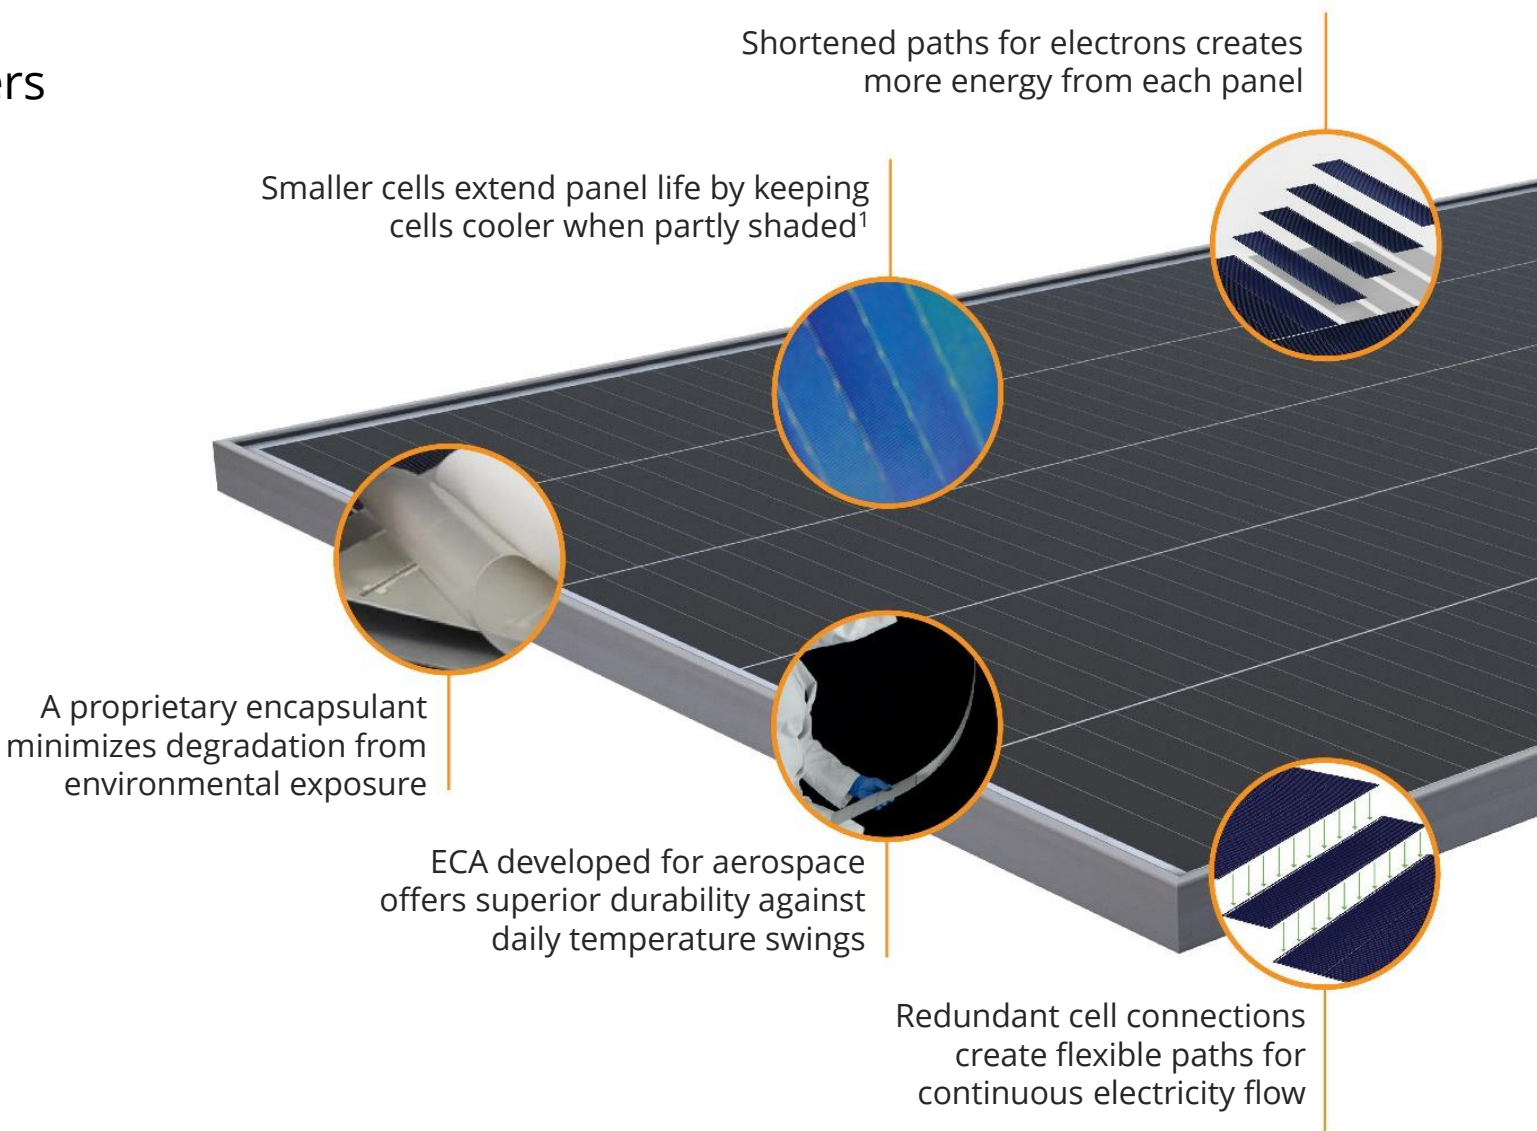 Shortened paths for electrons creates
more energy from each panel
Smaller cells extend panel life by keeping
cells cooler when partly shaded¹
A proprietary encapsulant
minimizes degradation from
environmental exposure
ECA developed for aerospace
offers superior durability against
daily temperature swings
Redundant cell connections
create flexible paths for
continuous electricity flow